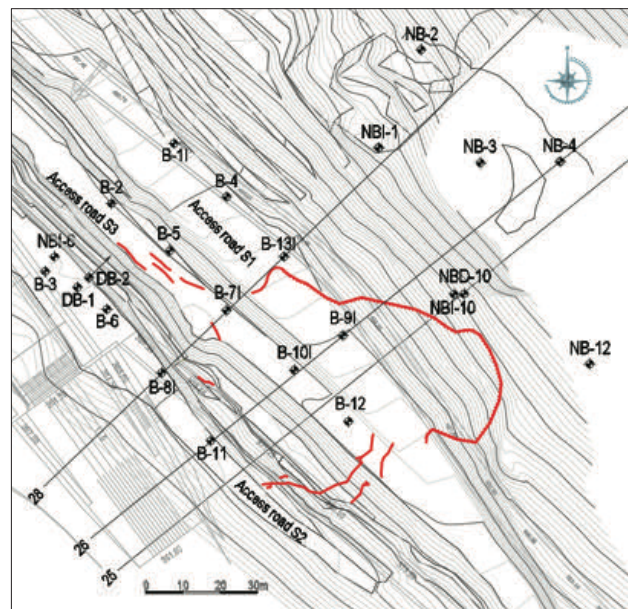 NB-2
NBI-1
B-1I
NB-3
NB-4
B-2
B-4
Access road S3
Access road S1
B-5
B-13I
NBI-6
B-3
DB-2
DB-1
B-6
B-7I
NBD-10
NBI-10
B-9I
B-8I
B-10I
NB-12
B-12
B-11
28
26
25
Access road S2
0 10 20 30m